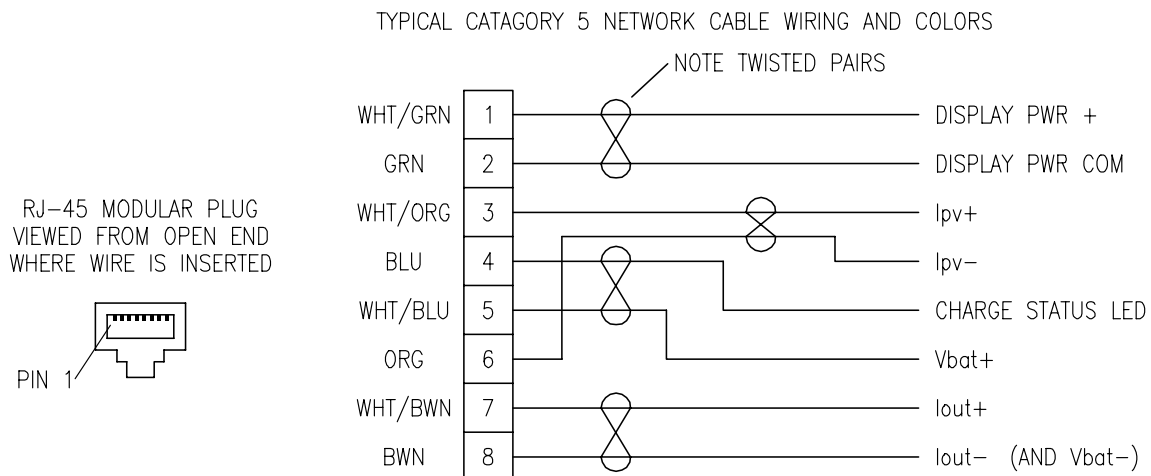 TYPICAL CATAGORY 5 NETWORK CABLE WIRING AND COLORS
NOTE TWISTED PAIRS
WHT/GRN 1 DISPLAY PWR +
GRN 2 DISPLAY PWR COM
WHT/ORG 3 Ipv+
BLU 4 Ipv-
WHT/BLU 5 CHARGE STATUS LED
ORG 6 Vbat+
WHT/BWN 7 Iout+
BWN 8 Iout- (AND Vbat-)
RJ-45 MODULAR PLUG
VIEWED FROM OPEN END
WHERE WIRE IS INSERTED
PIN 1